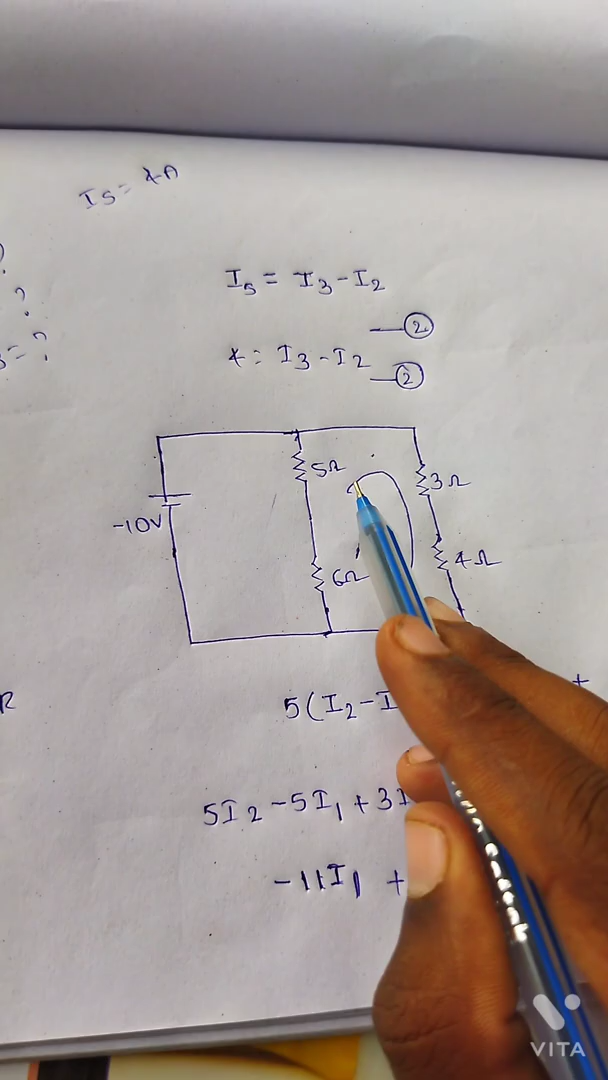 Is = 4A
?
?
3 = ?
Is = I3 - I2
②
4 = I3 - I2 ②
5Ω
3Ω
-10V
6Ω
4Ω
R
5(I2 - I
+
5I2 - 5I1 + 3I
-11I1 +
VITA